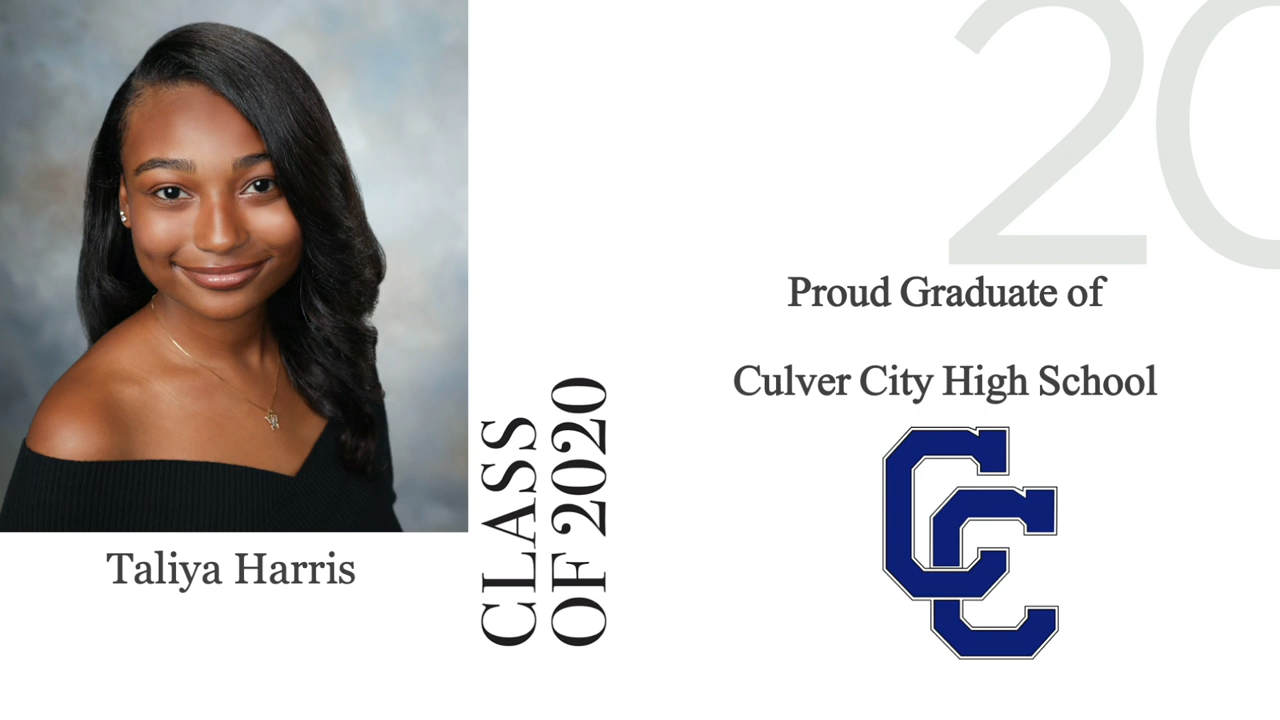 20
Proud Graduate of
Culver City High School
CC
CLASS
OF 2020
Taliya Harris